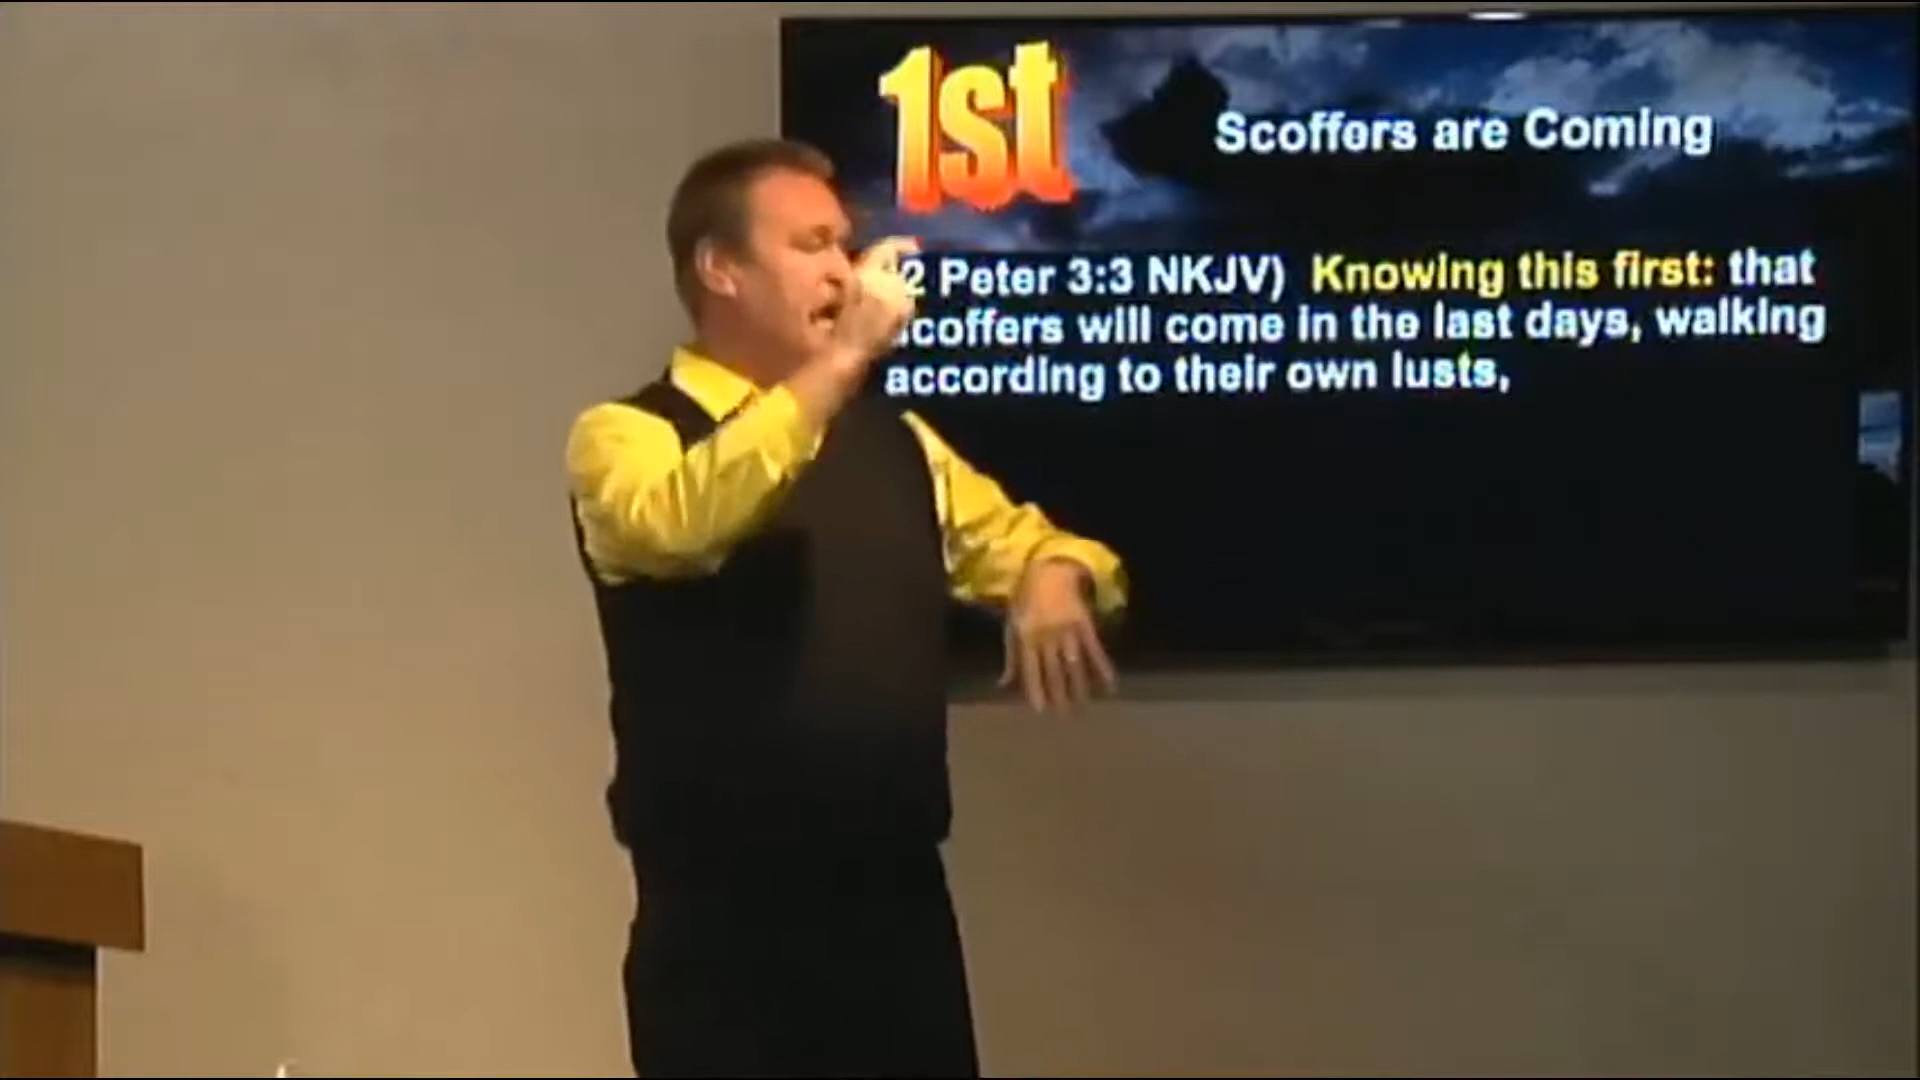 1st
Scoffers are Coming
2 Peter 3:3 NKJV) Knowing this first: that
coffers will come in the last days, walking
according to their own lusts,